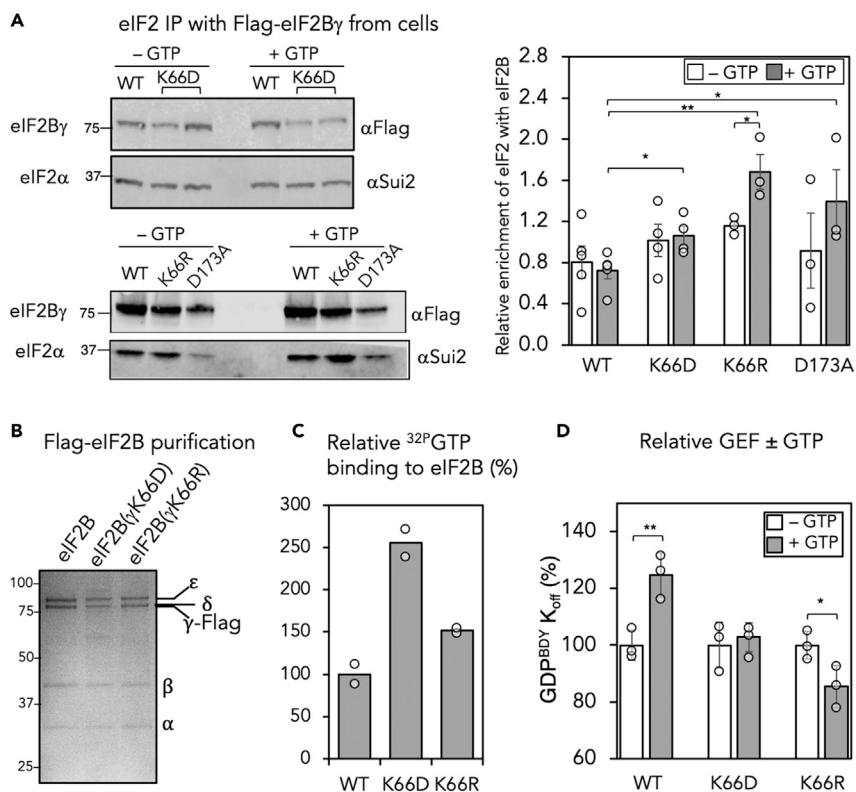 A
eIF2 IP with Flag-eIF2Bγ from cells
– GTP
+ GTP
WT K66D
WT K66D
eIF2Bγ
75
αFlag
eIF2α
37
αSui2
– GTP
+ GTP
WT K66R D173A
WT K66R D173A
eIF2Bγ
75
αFlag
eIF2α
37
αSui2
Relative enrichment of eIF2 with eIF2B
2.8
2.4
2.0
1.6
1.2
0.8
0.4
0.0
– GTP + GTP
*
**
*
*
WT K66D K66R D173A
B
Flag-eIF2B purification
eIF2B
eIF2B(γK66D)
eIF2B(γK66R)
100
75
50
37
25
ε
δ
γ-Flag
β
α
C
Relative 32PGTP
binding to eIF2B (%)
300
250
200
150
100
50
0
WT K66D K66R
D
Relative GEF ± GTP
GDPBDY Koff (%)
140
120
100
80
60
– GTP
+ GTP
**
*
WT K66D K66R